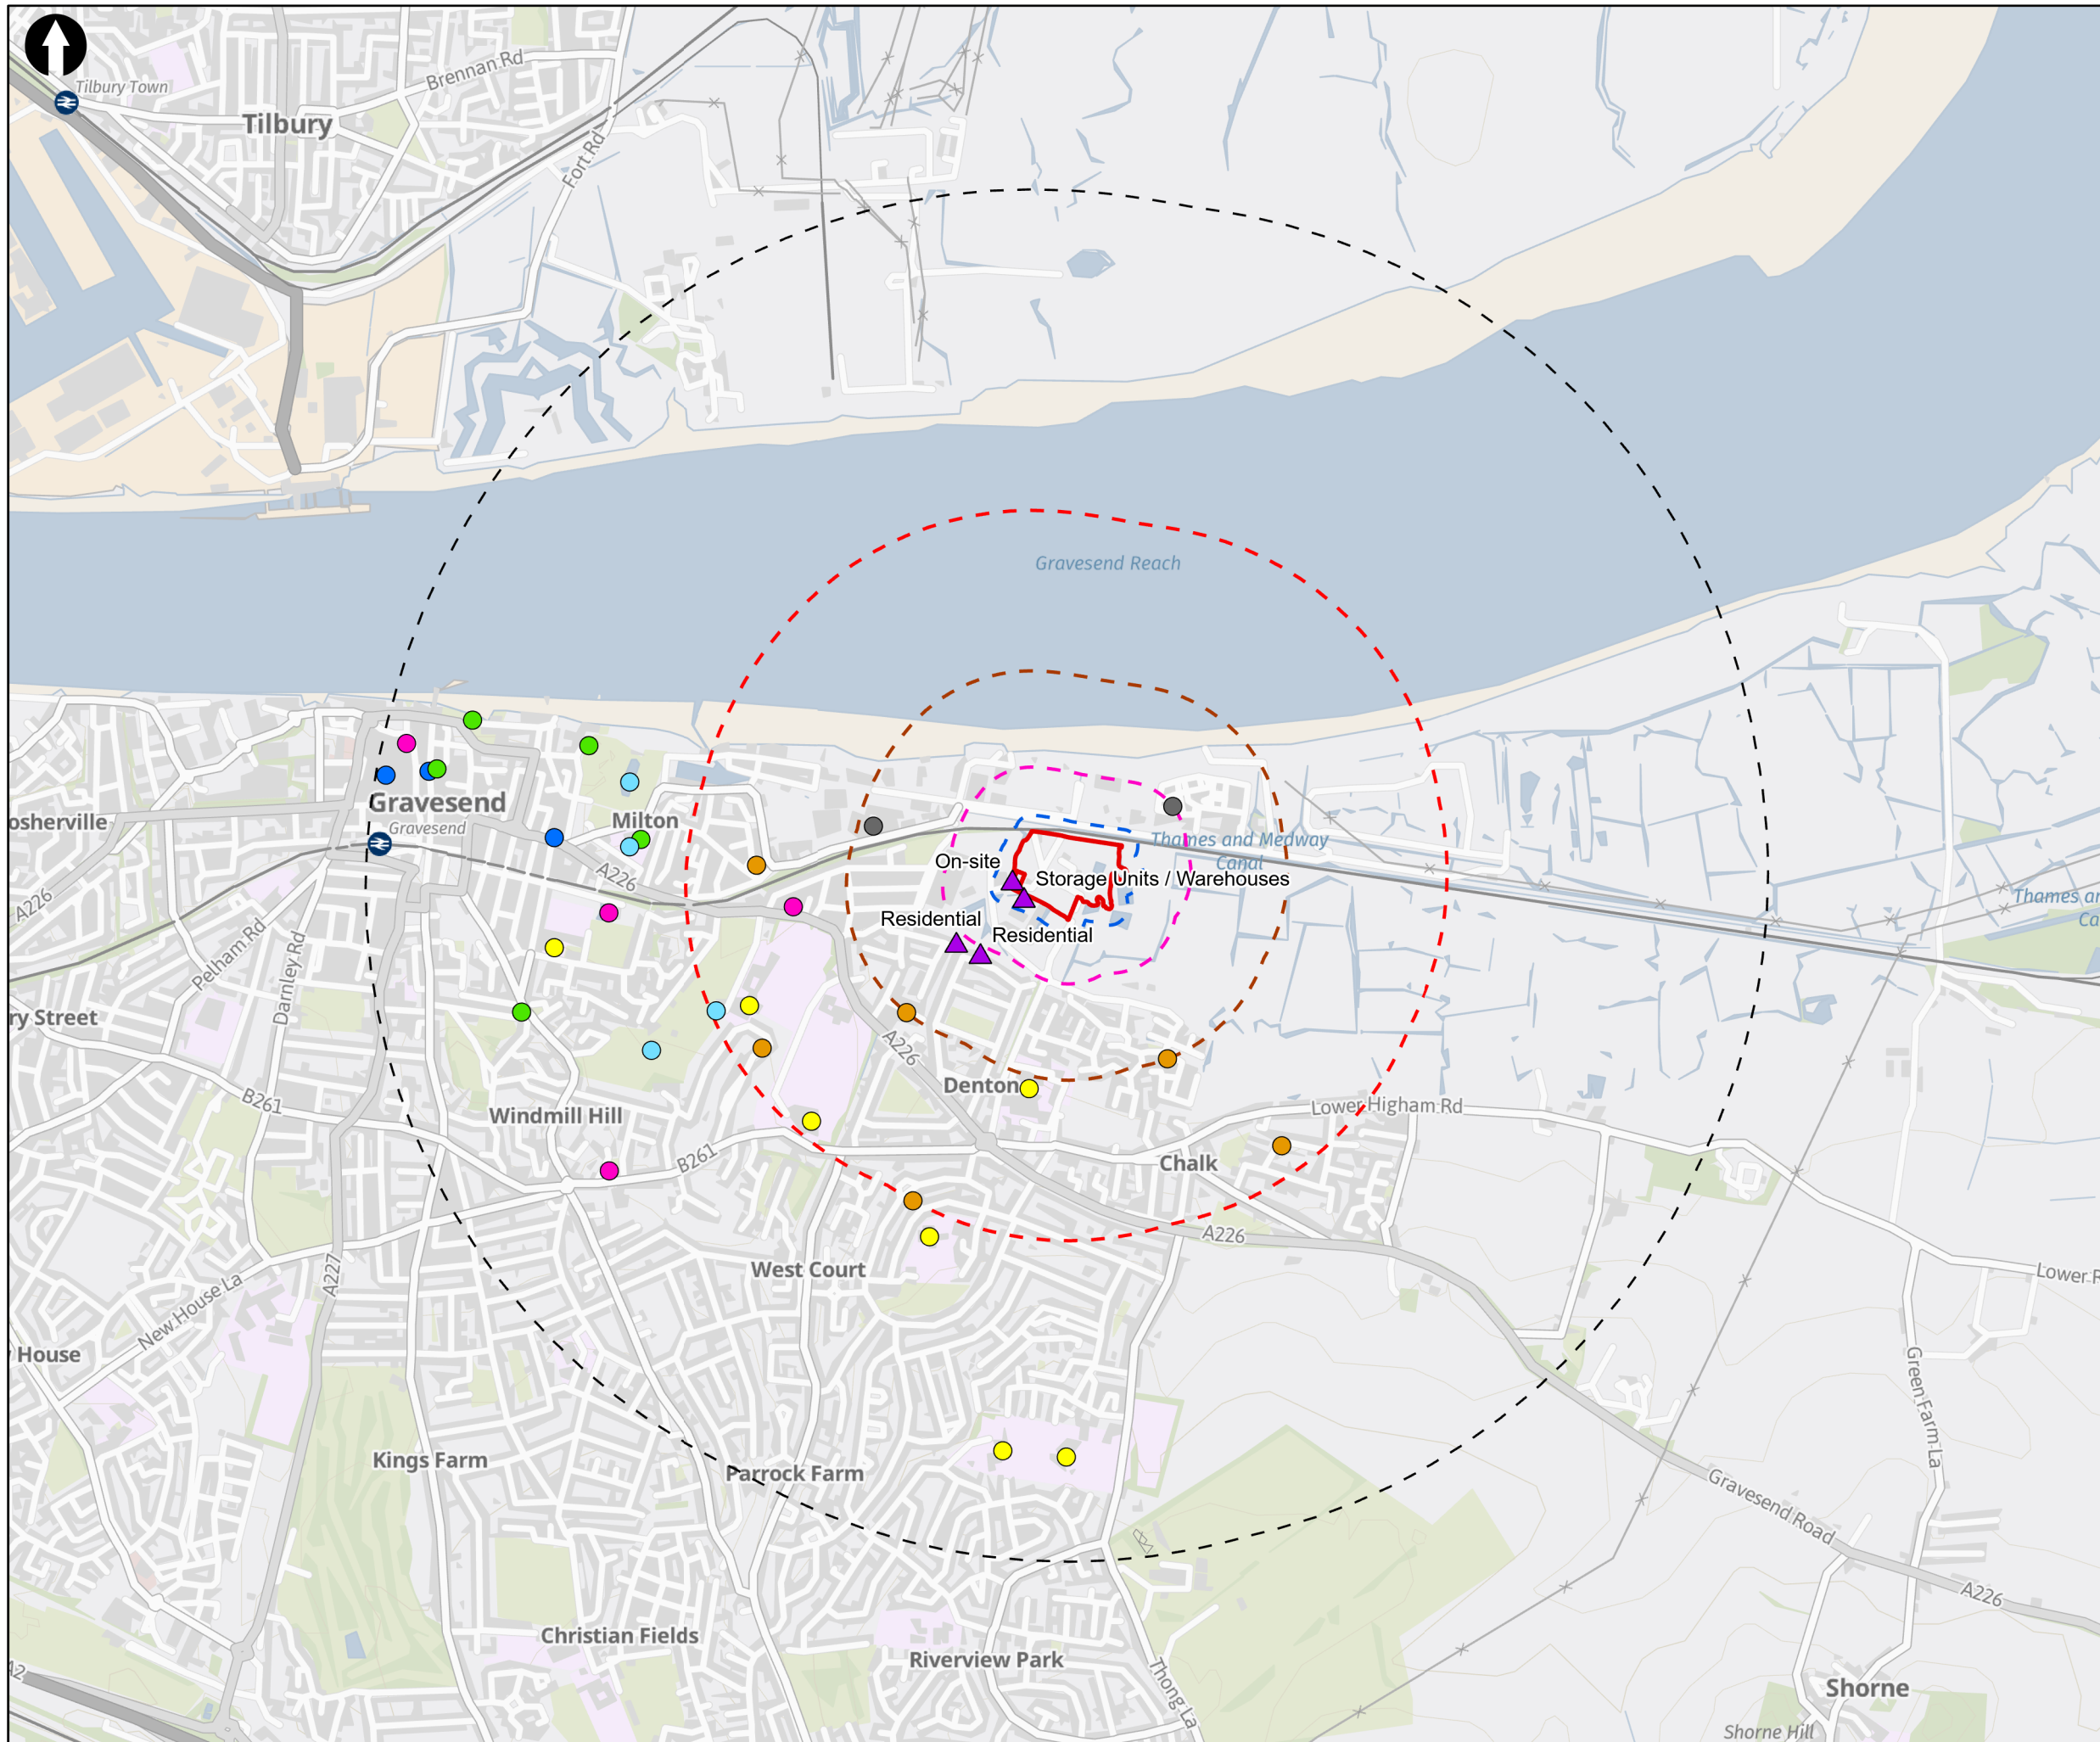 Tilbury Town
Brennan Rd
Tilbury
Fort Rd
Gravesend Reach
Gravesend
Gravesend
osherville
Milton
A226
A226
Thames and Medway
Canal
On-site
Storage Units / Warehouses
Residential
Residential
Thames an
Ca
Pelham Rd
Darnley Rd
ry Street
A226
B261
Denton
Windmill Hill
Lower Higham Rd
B261
Chalk
A226
West Court
A227
New House La
Lower R
House
Green Farm La
Kings Farm
Parrock Farm
Gravesend Road
A226
Christian Fields
Riverview Park
Thong La
A2
Shorne
Shorne Hill